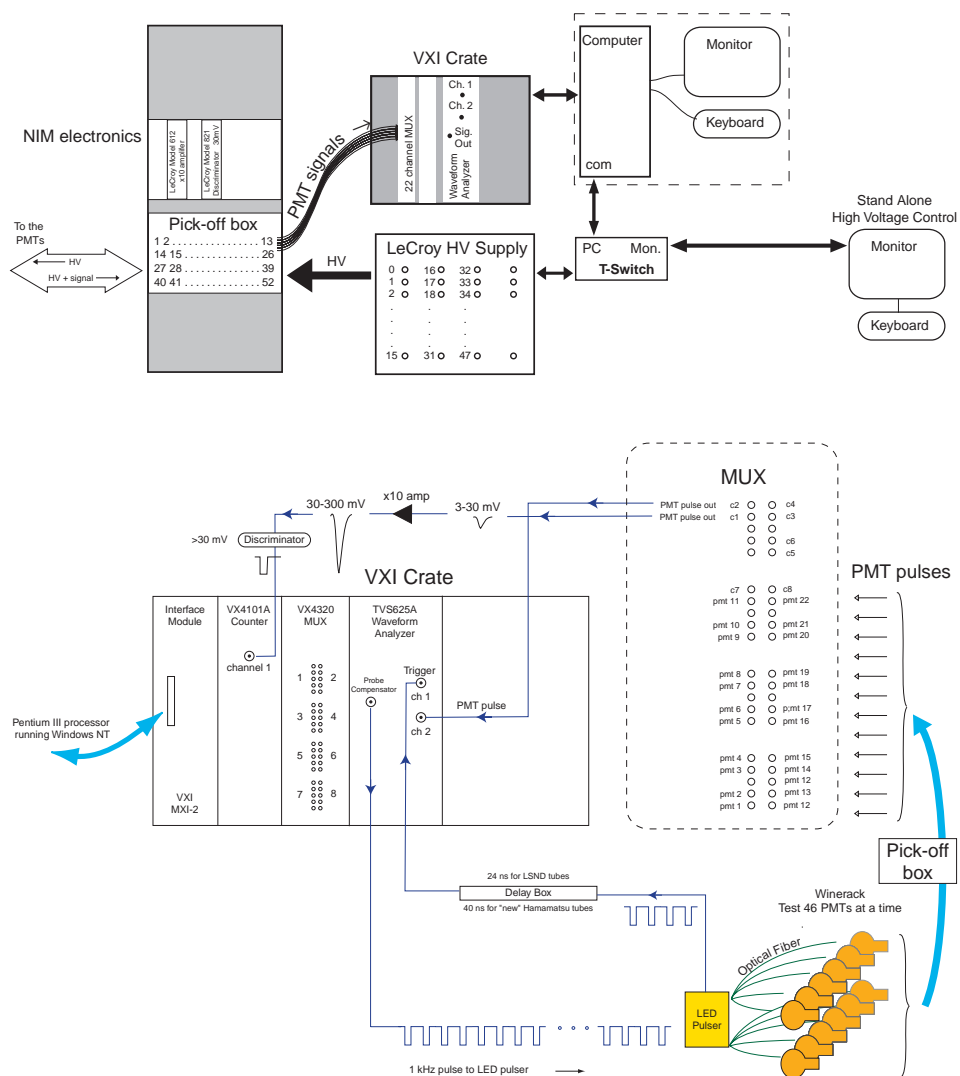 VXI Crate
Computer
Monitor
Keyboard
com
NIM electronics
LeCroy Model 612
x10 amplifer
LeCroy Model 821
Discriminator 30mV
PMT signals
22 channel MUX
Ch. 1
Ch. 2
Sig.
Out
Waveform
Analyzer
To the
PMTs
HV
HV + signal
Pick-off box
1 2 . . . . . . . . . . . . . . . . . 13
14 15 . . . . . . . . . . . . . . . 26
27 28 . . . . . . . . . . . . . . . 39
40 41 . . . . . . . . . . . . . . . 52
HV
LeCroy HV Supply
0 16 32
1 17 33
2 18 34
. . .
. . .
. . .
. . .
15 31 47
PC Mon.
T-Switch
Stand Alone
High Voltage Control
Monitor
Keyboard
MUX
PMT pulse out c2 c4
PMT pulse out c1 c3
c6
c5
c7 c8
pmt 11 pmt 22
pmt 10 pmt 21
pmt 9 pmt 20
pmt 8 pmt 19
pmt 7 pmt 18
pmt 6 p;mt 17
pmt 5 pmt 16
pmt 4 pmt 15
pmt 3 pmt 14
pmt 12
pmt 2 pmt 13
pmt 1 pmt 12
PMT pulses
30-300 mV
x10 amp
3-30 mV
>30 mV
Discriminator
VXI Crate
Interface
Module
VXI
MXI-2
VX4101A
Counter
channel 1
VX4320
MUX
1 2
3 4
5 6
7 8
TVS625A
Waveform
Analyzer
Probe
Compensator
Trigger
ch 1
ch 2
PMT pulse
Pentium III processor
running Windows NT
24 ns for LSND tubes
Delay Box
40 ns for "new" Hamamatsu tubes
Pick-off
box
Winerack
Test 46 PMTs at a time
Optical Fiber
LED
Pulser
1 kHz pulse to LED pulser